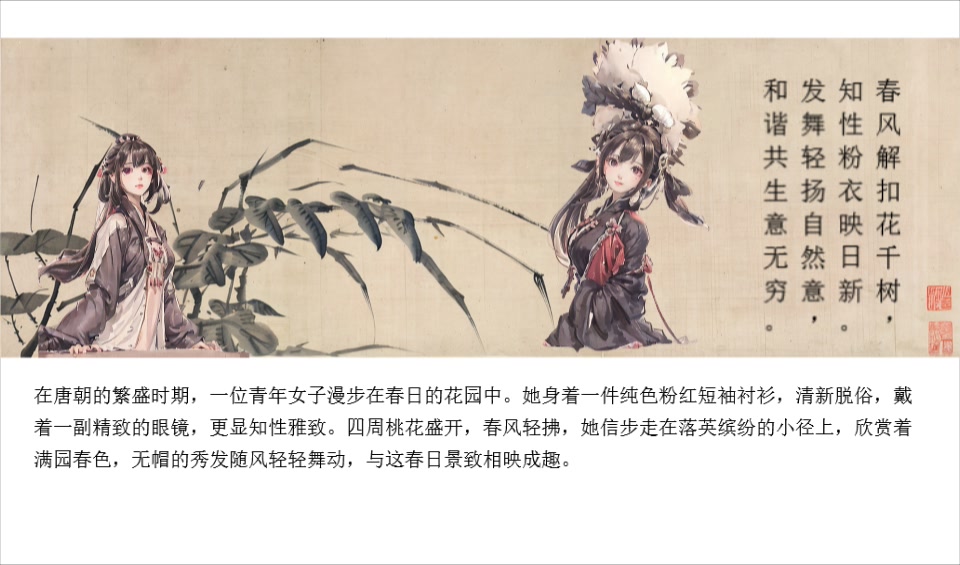 春风解扣花千树，
知性粉衣映日新。
发舞轻扬自然意，
和谐共生意无穷。
在唐朝的繁盛时期，一位青年女子漫步在春日的花园中。她身着一件纯色粉红短袖衬衫，清新脱俗，戴
着一副精致的眼镜，更显知性雅致。四周桃花盛开，春风轻拂，她信步走在落英缤纷的小径上，欣赏着
满园春色，无帽的秀发随风轻轻舞动，与这春日景致相映成趣。